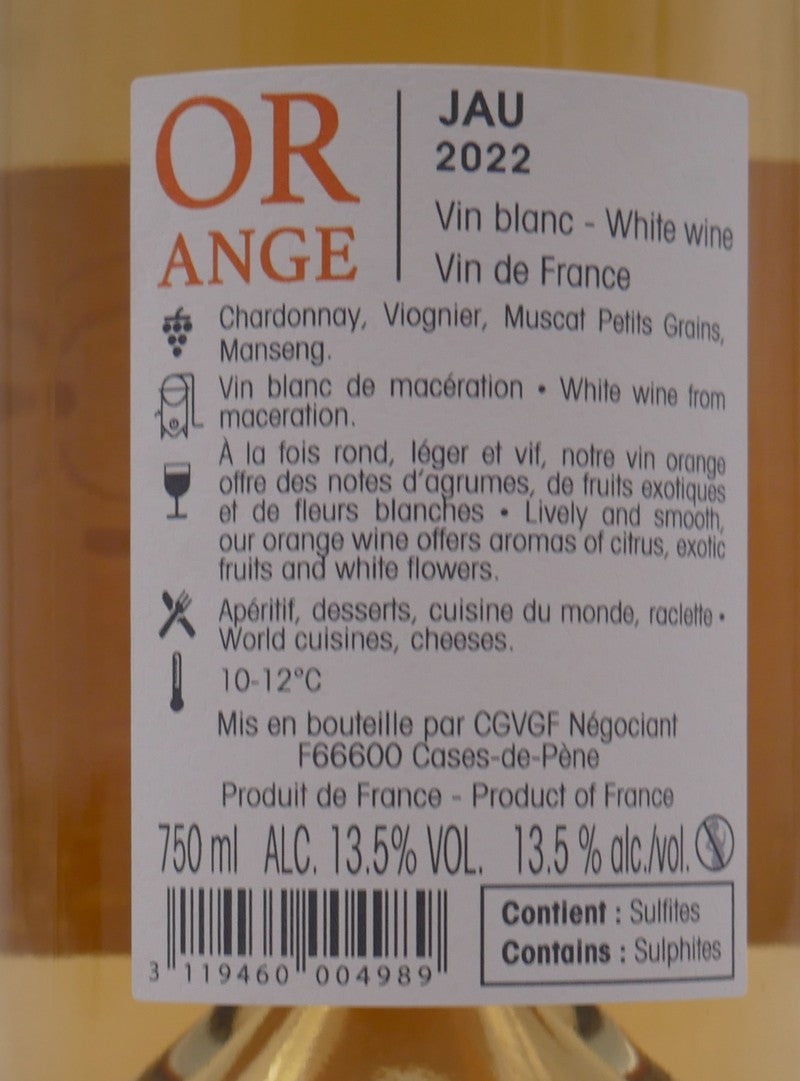 OR
ANGE
JAU
2022
Vin blanc - White wine
Vin de France
Chardonnay, Viognier, Muscat Petits Grains,
Manseng.
Vin blanc de macération • White wine from
maceration.
À la fois rond, léger et vif, notre vin orange
offre des notes d'agrumes, de fruits exotiques
et de fleurs blanches • Lively and smooth,
our orange wine offers aromas of citrus, exotic
fruits and white flowers.
Apéritif, desserts, cuisine du monde, raclette •
World cuisines, cheeses.
10-12°C
Mis en bouteille par CGVGF Négociant
F66600 Cases-de-Pène
Produit de France - Product of France
750 ml ALC. 13.5% VOL. 13.5 % alc./vol.
Contient : Sulfites
Contains : Sulphites
3 119460 004989